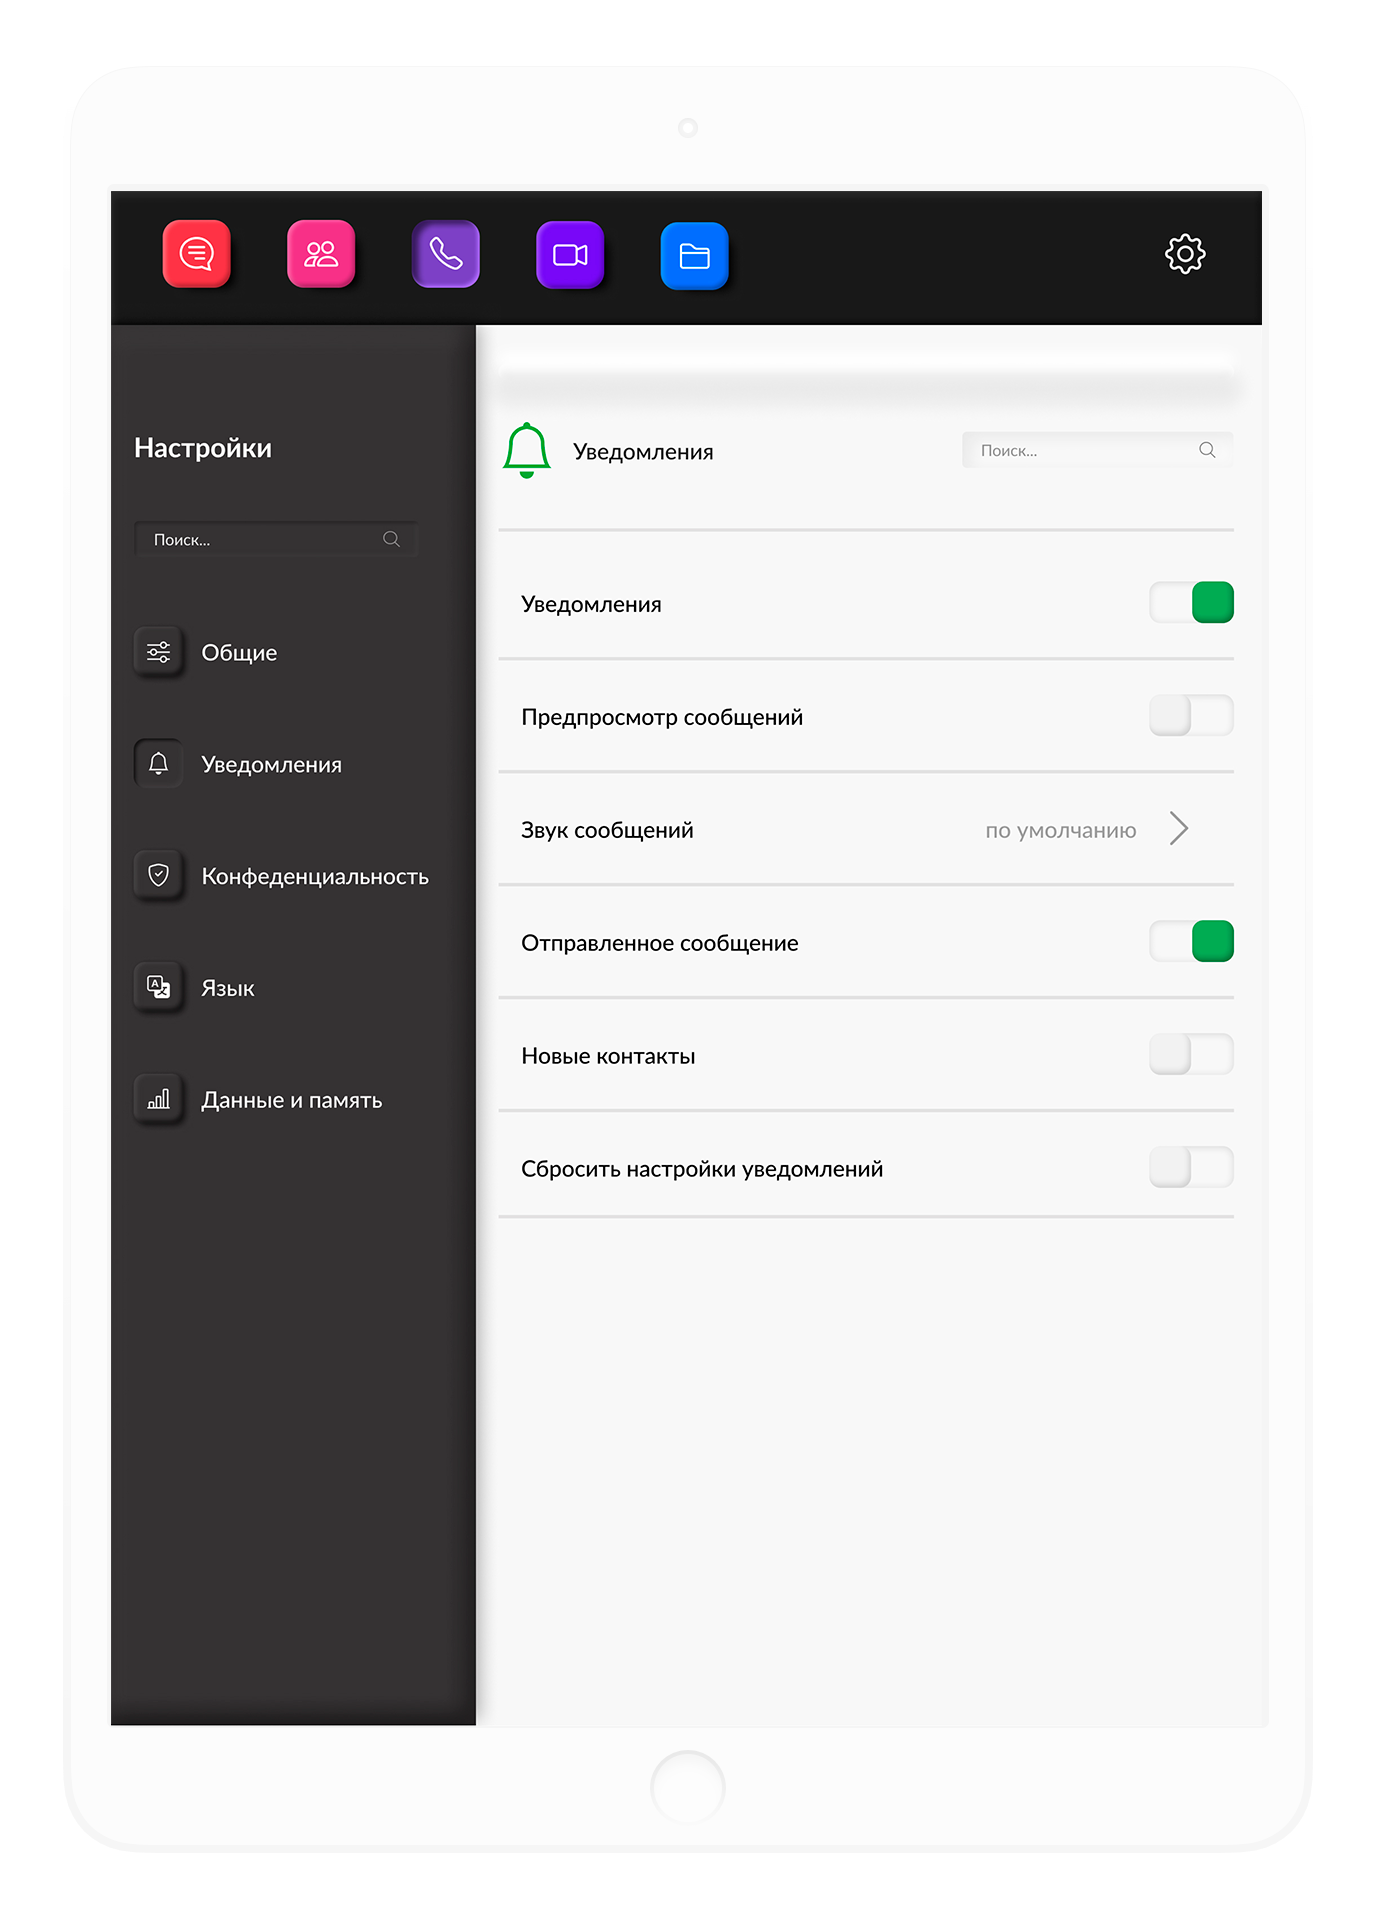 Настройки
Поиск...
Общие
Уведомления
Конфеденциальность
Язык
Данные и память
Уведомления
Поиск...
Уведомления
Предпросмотр сообщений
Звук сообщений по умолчанию
Отправленное сообщение
Новые контакты
Сбросить настройки уведомлений